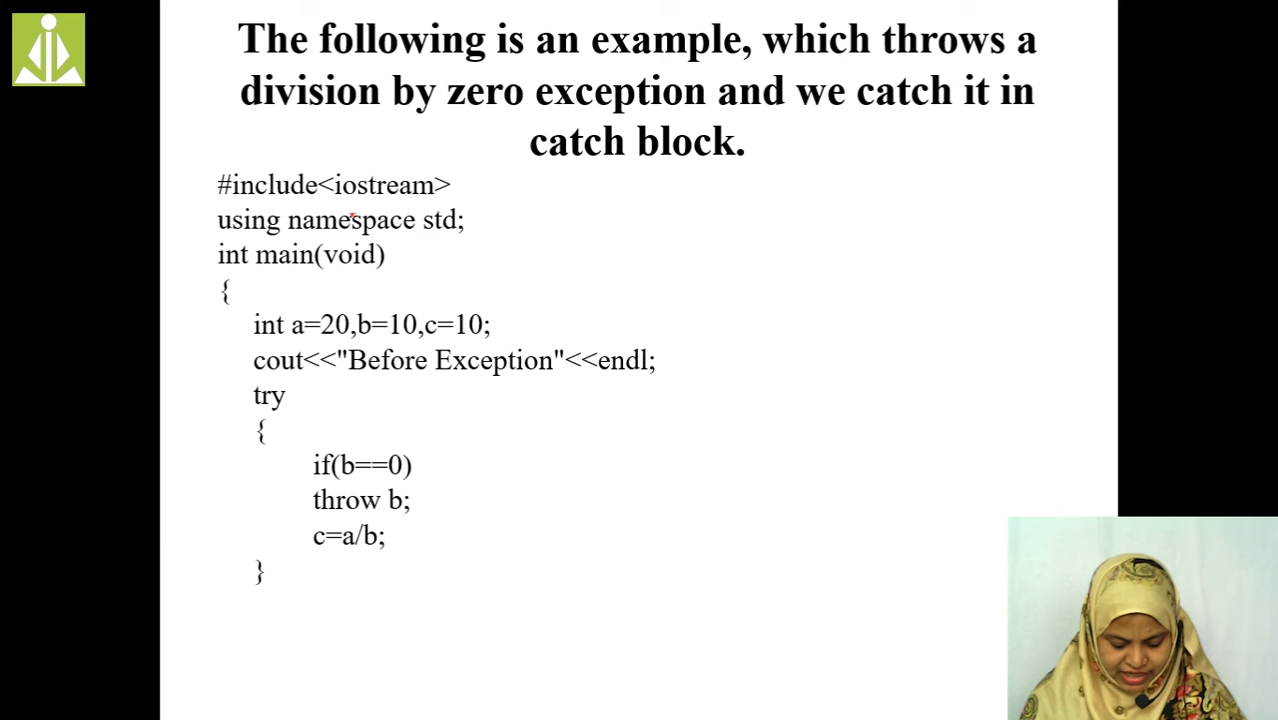 The following is an example, which throws a
division by zero exception and we catch it in
catch block.
#include<iostream>
using namespace std;
int main(void)
{
int a=20,b=10,c=10;
cout<<"Before Exception"<<endl;
try
{
if(b==0)
throw b;
c=a/b;
}